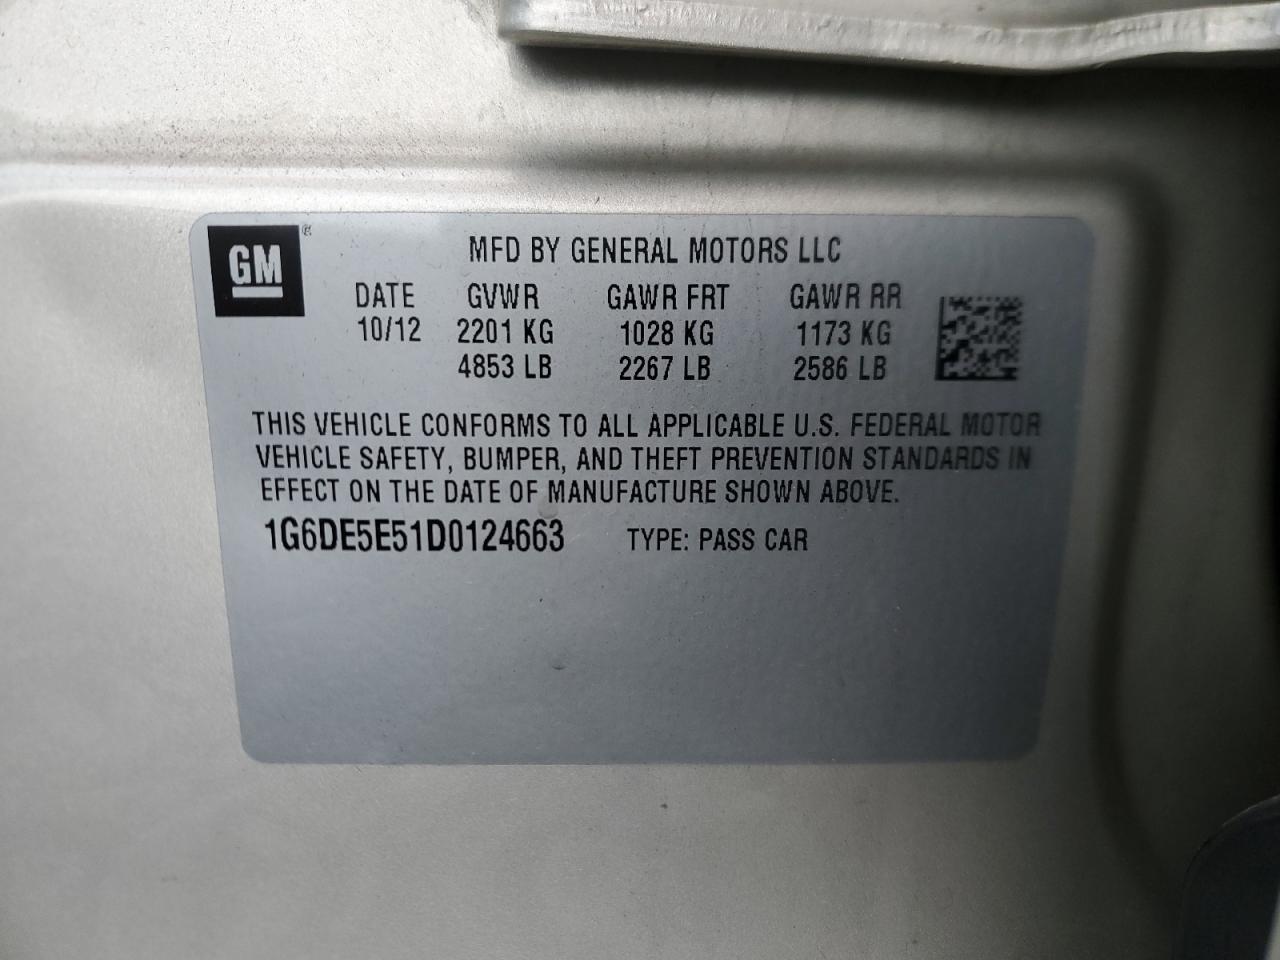 GM ®
MFD BY GENERAL MOTORS LLC
DATE GVWR GAWR FRT GAWR RR
10/12 2201 KG 1028 KG 1173 KG
4853 LB 2267 LB 2586 LB
THIS VEHICLE CONFORMS TO ALL APPLICABLE U.S. FEDERAL MOTOR
VEHICLE SAFETY, BUMPER, AND THEFT PREVENTION STANDARDS IN
EFFECT ON THE DATE OF MANUFACTURE SHOWN ABOVE.
1G6DE5E51D0124663 TYPE: PASS CAR